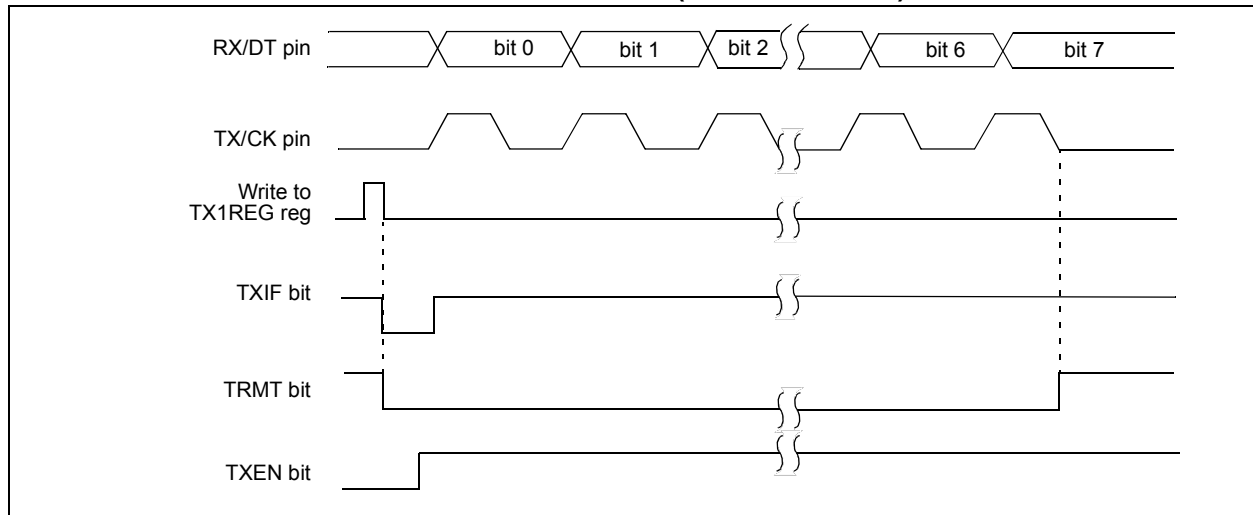 RX/DT pin
bit 0 bit 1 bit 2 bit 6 bit 7
TX/CK pin
Write to
TX1REG reg
TXIF bit
TRMT bit
TXEN bit